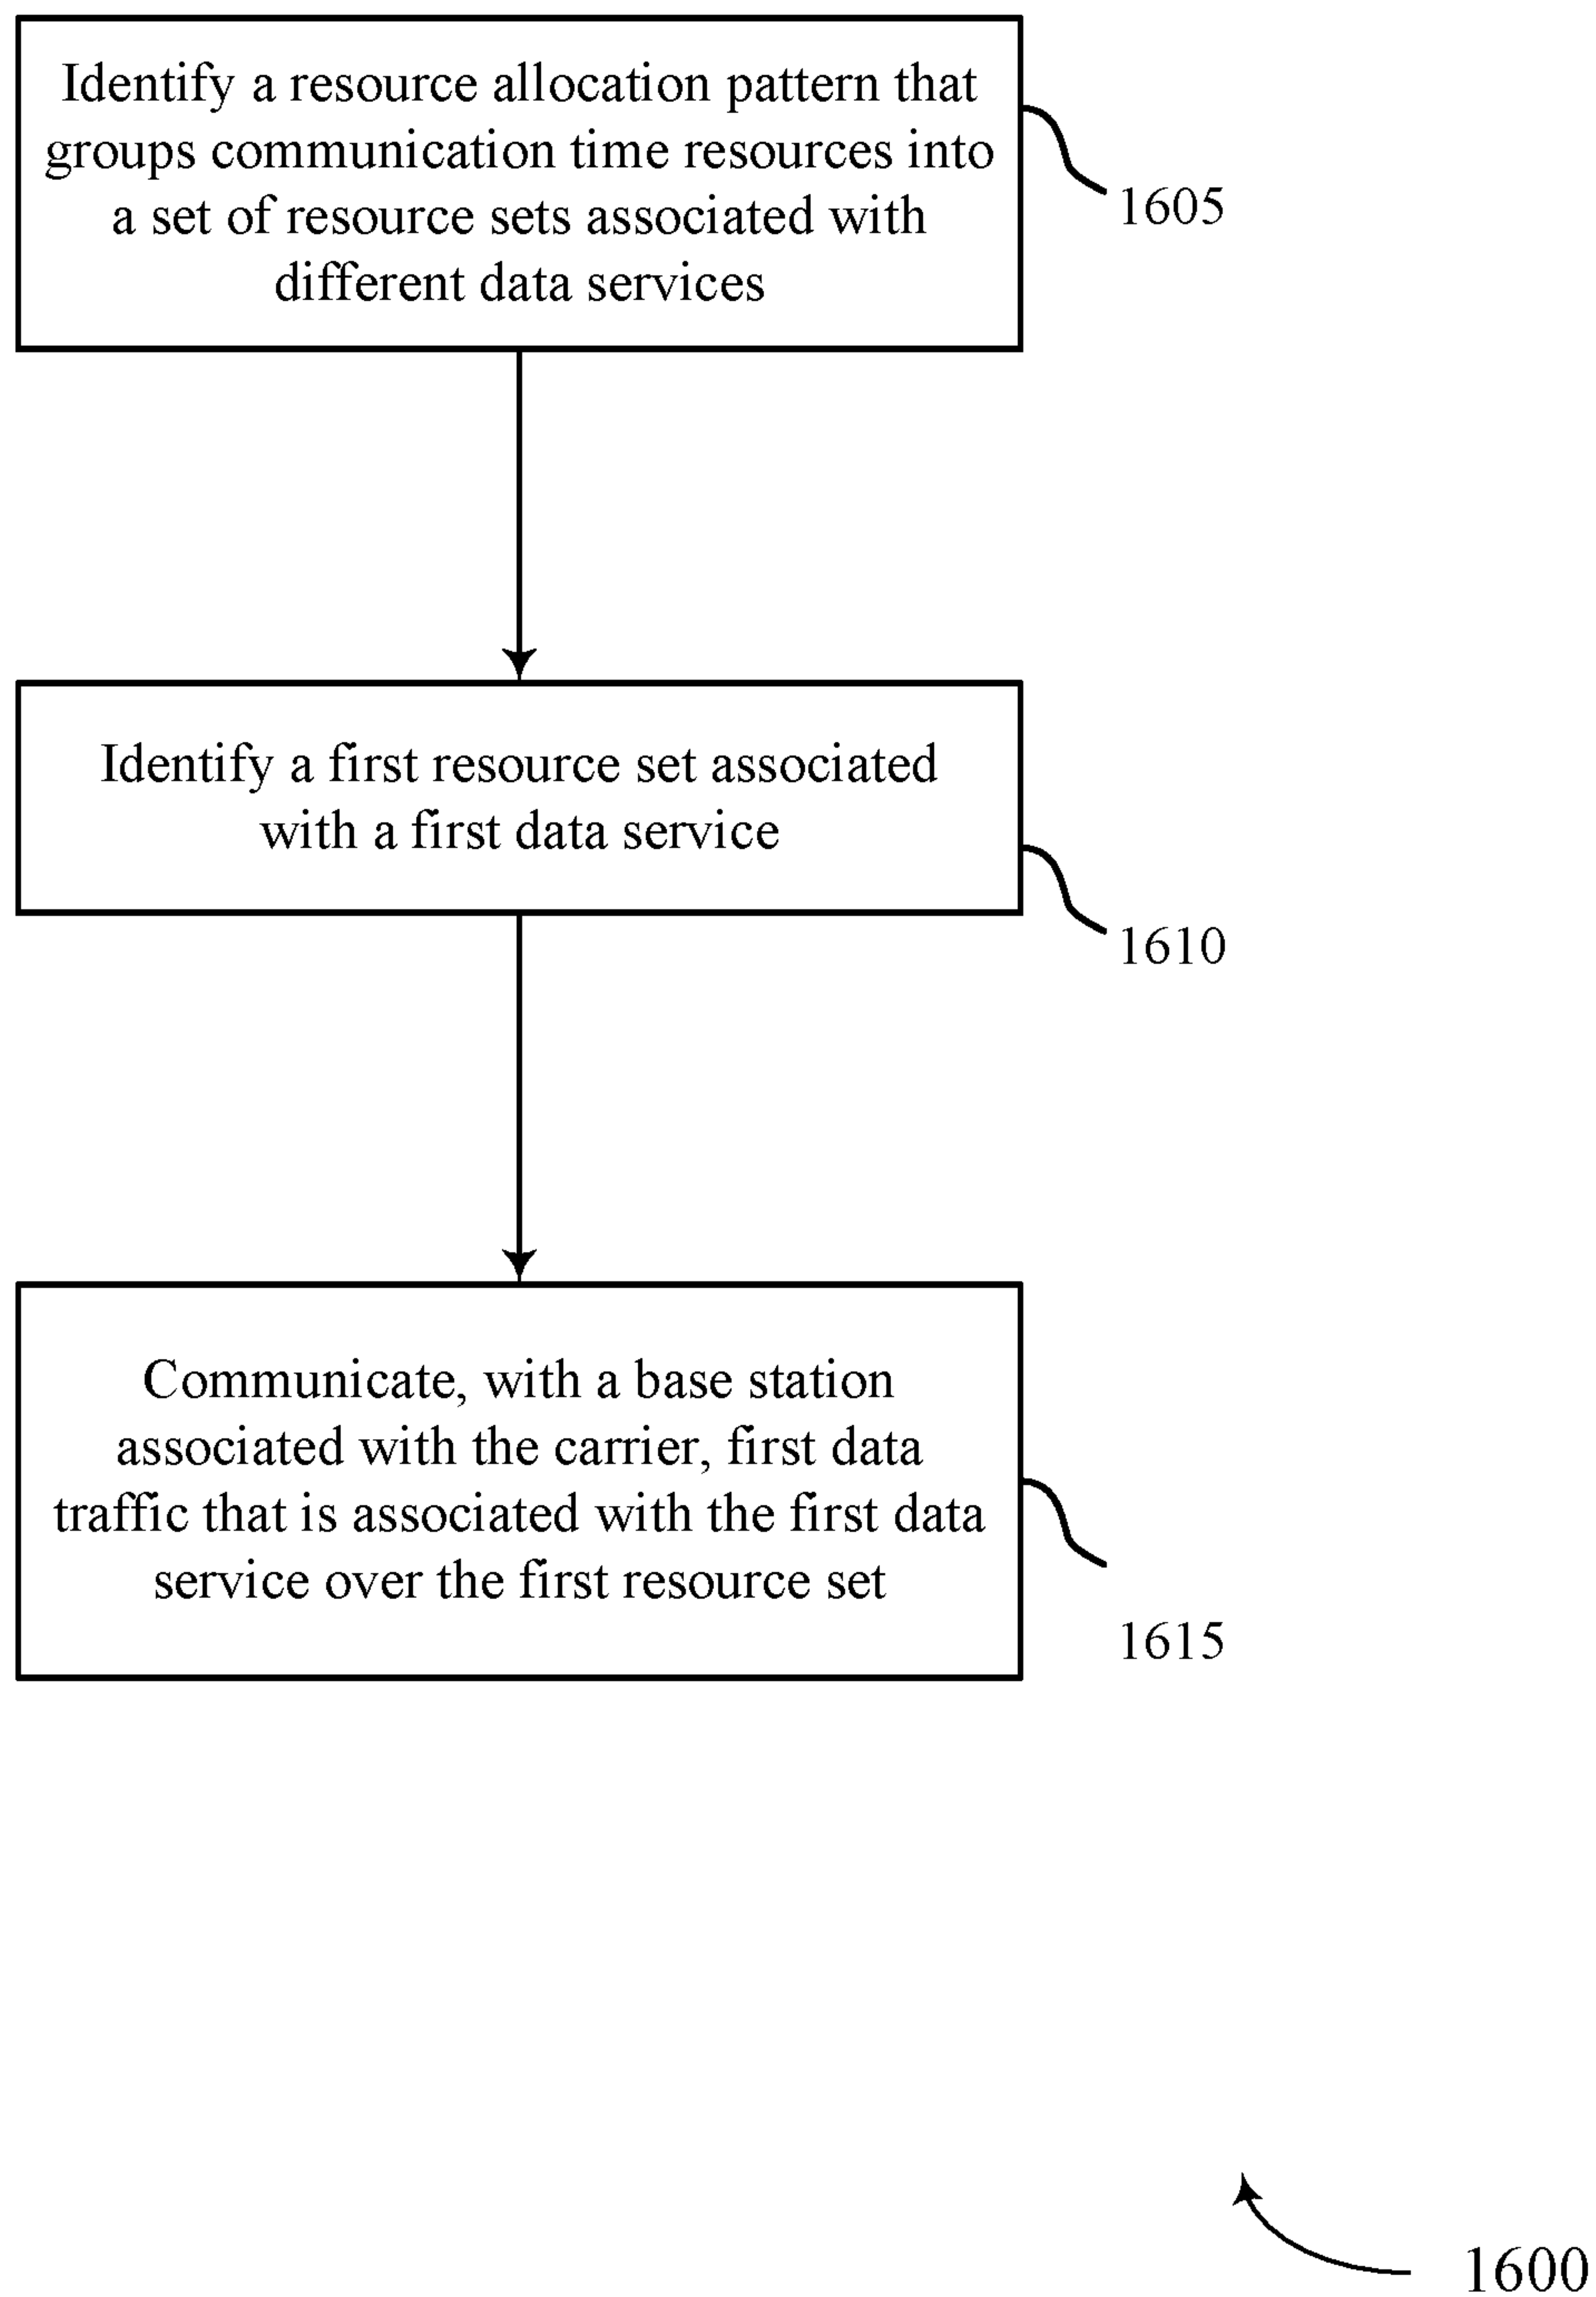 Identify a resource allocation pattern that
groups communication time resources into
a set of resource sets associated with
different data services
1605
Identify a first resource set associated
with a first data service
1610
Communicate, with a base station
associated with the carrier, first data
traffic that is associated with the first data
service over the first resource set
1615
1600